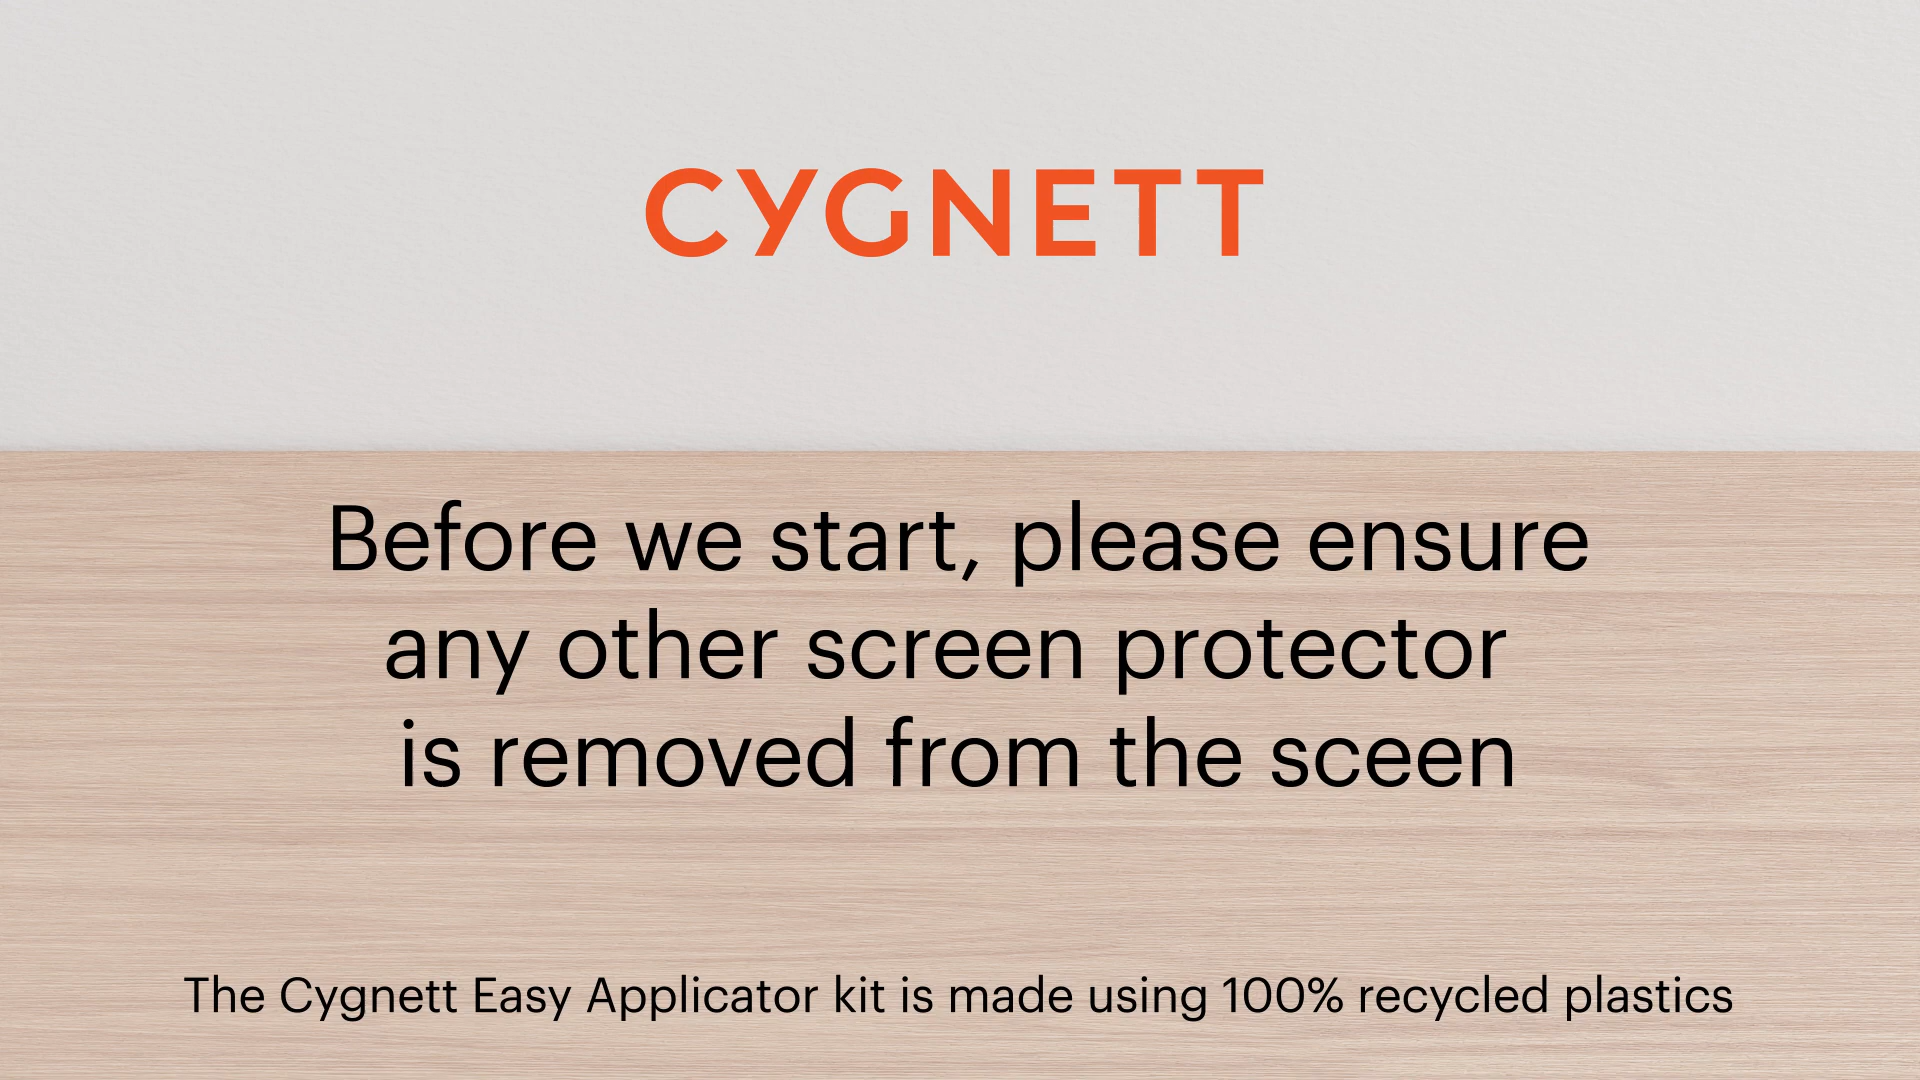 CYGNETT
Before we start, please ensure
any other screen protector
is removed from the sceen
The Cygnett Easy Applicator kit is made using 100% recycled plastics